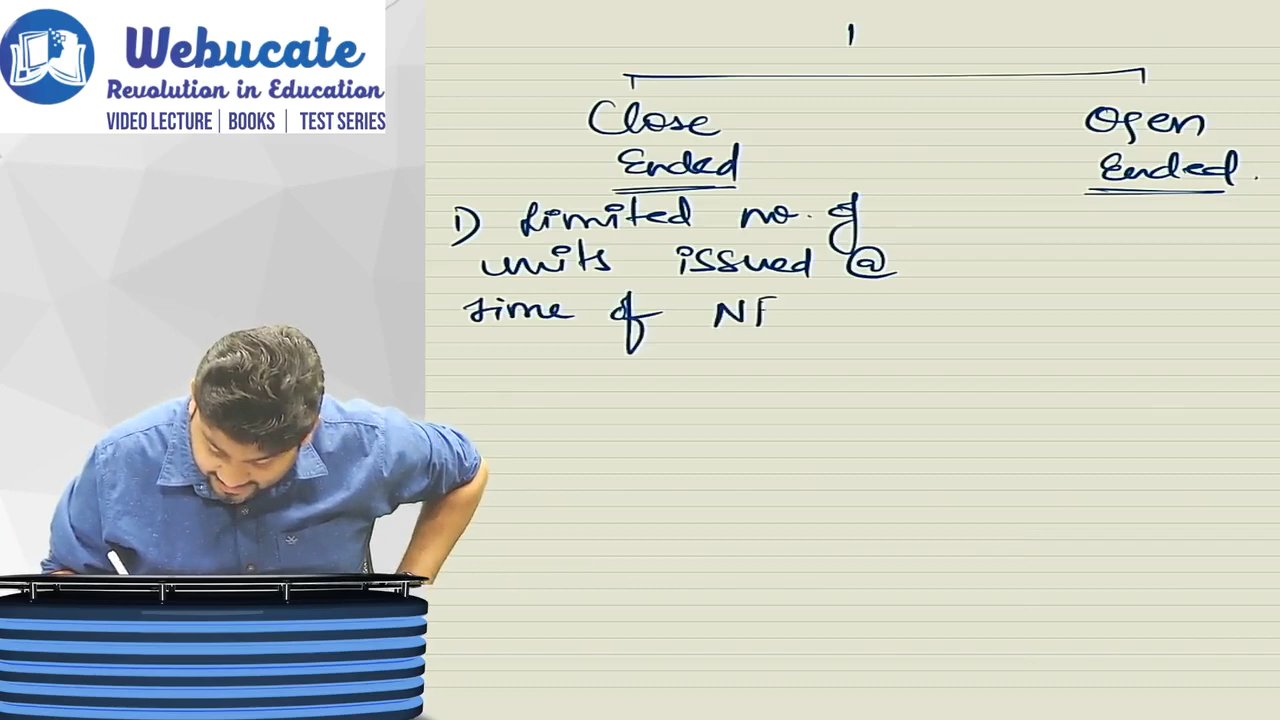 Webucate
Revolution in Education
VIDEO LECTURE | BOOKS | TEST SERIES
Close
Ended
Open
Ended.
1) Limited no. of
units issued @
time of NF